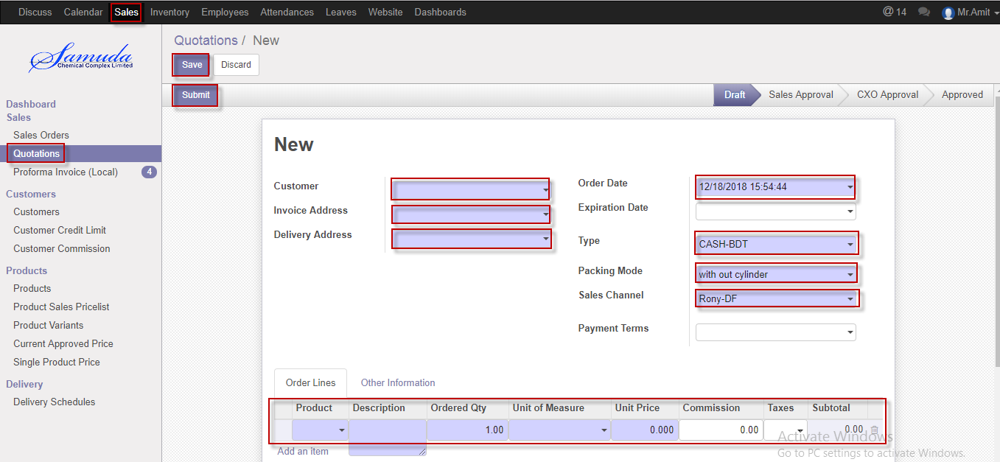 Discuss Calendar Sales Inventory Employees Attendances Leaves Website Dashboards @ 14 Mr.Amit
Samuda
Chemical Complex Limited
Dashboard
Sales
Sales Orders
Quotations
Proforma Invoice (Local) 4
Customers
Customers
Customer Credit Limit
Customer Commission
Products
Products
Product Sales Pricelist
Product Variants
Current Approved Price
Single Product Price
Delivery
Delivery Schedules
Quotations / New
Save Discard
Submit
Draft Sales Approval CXO Approval Approved
New
Customer
Invoice Address
Delivery Address
Order Date 12/18/2018 15:54:44
Expiration Date
Type CASH-BDT
Packing Mode with out cylinder
Sales Channel Rony-DF
Payment Terms
Order Lines Other Information
Product Description Ordered Qty Unit of Measure Unit Price Commission Taxes Subtotal
1.00 0.000 0.00 0.00
Add an item
Activate Windows
Go to PC settings to activate Windows.